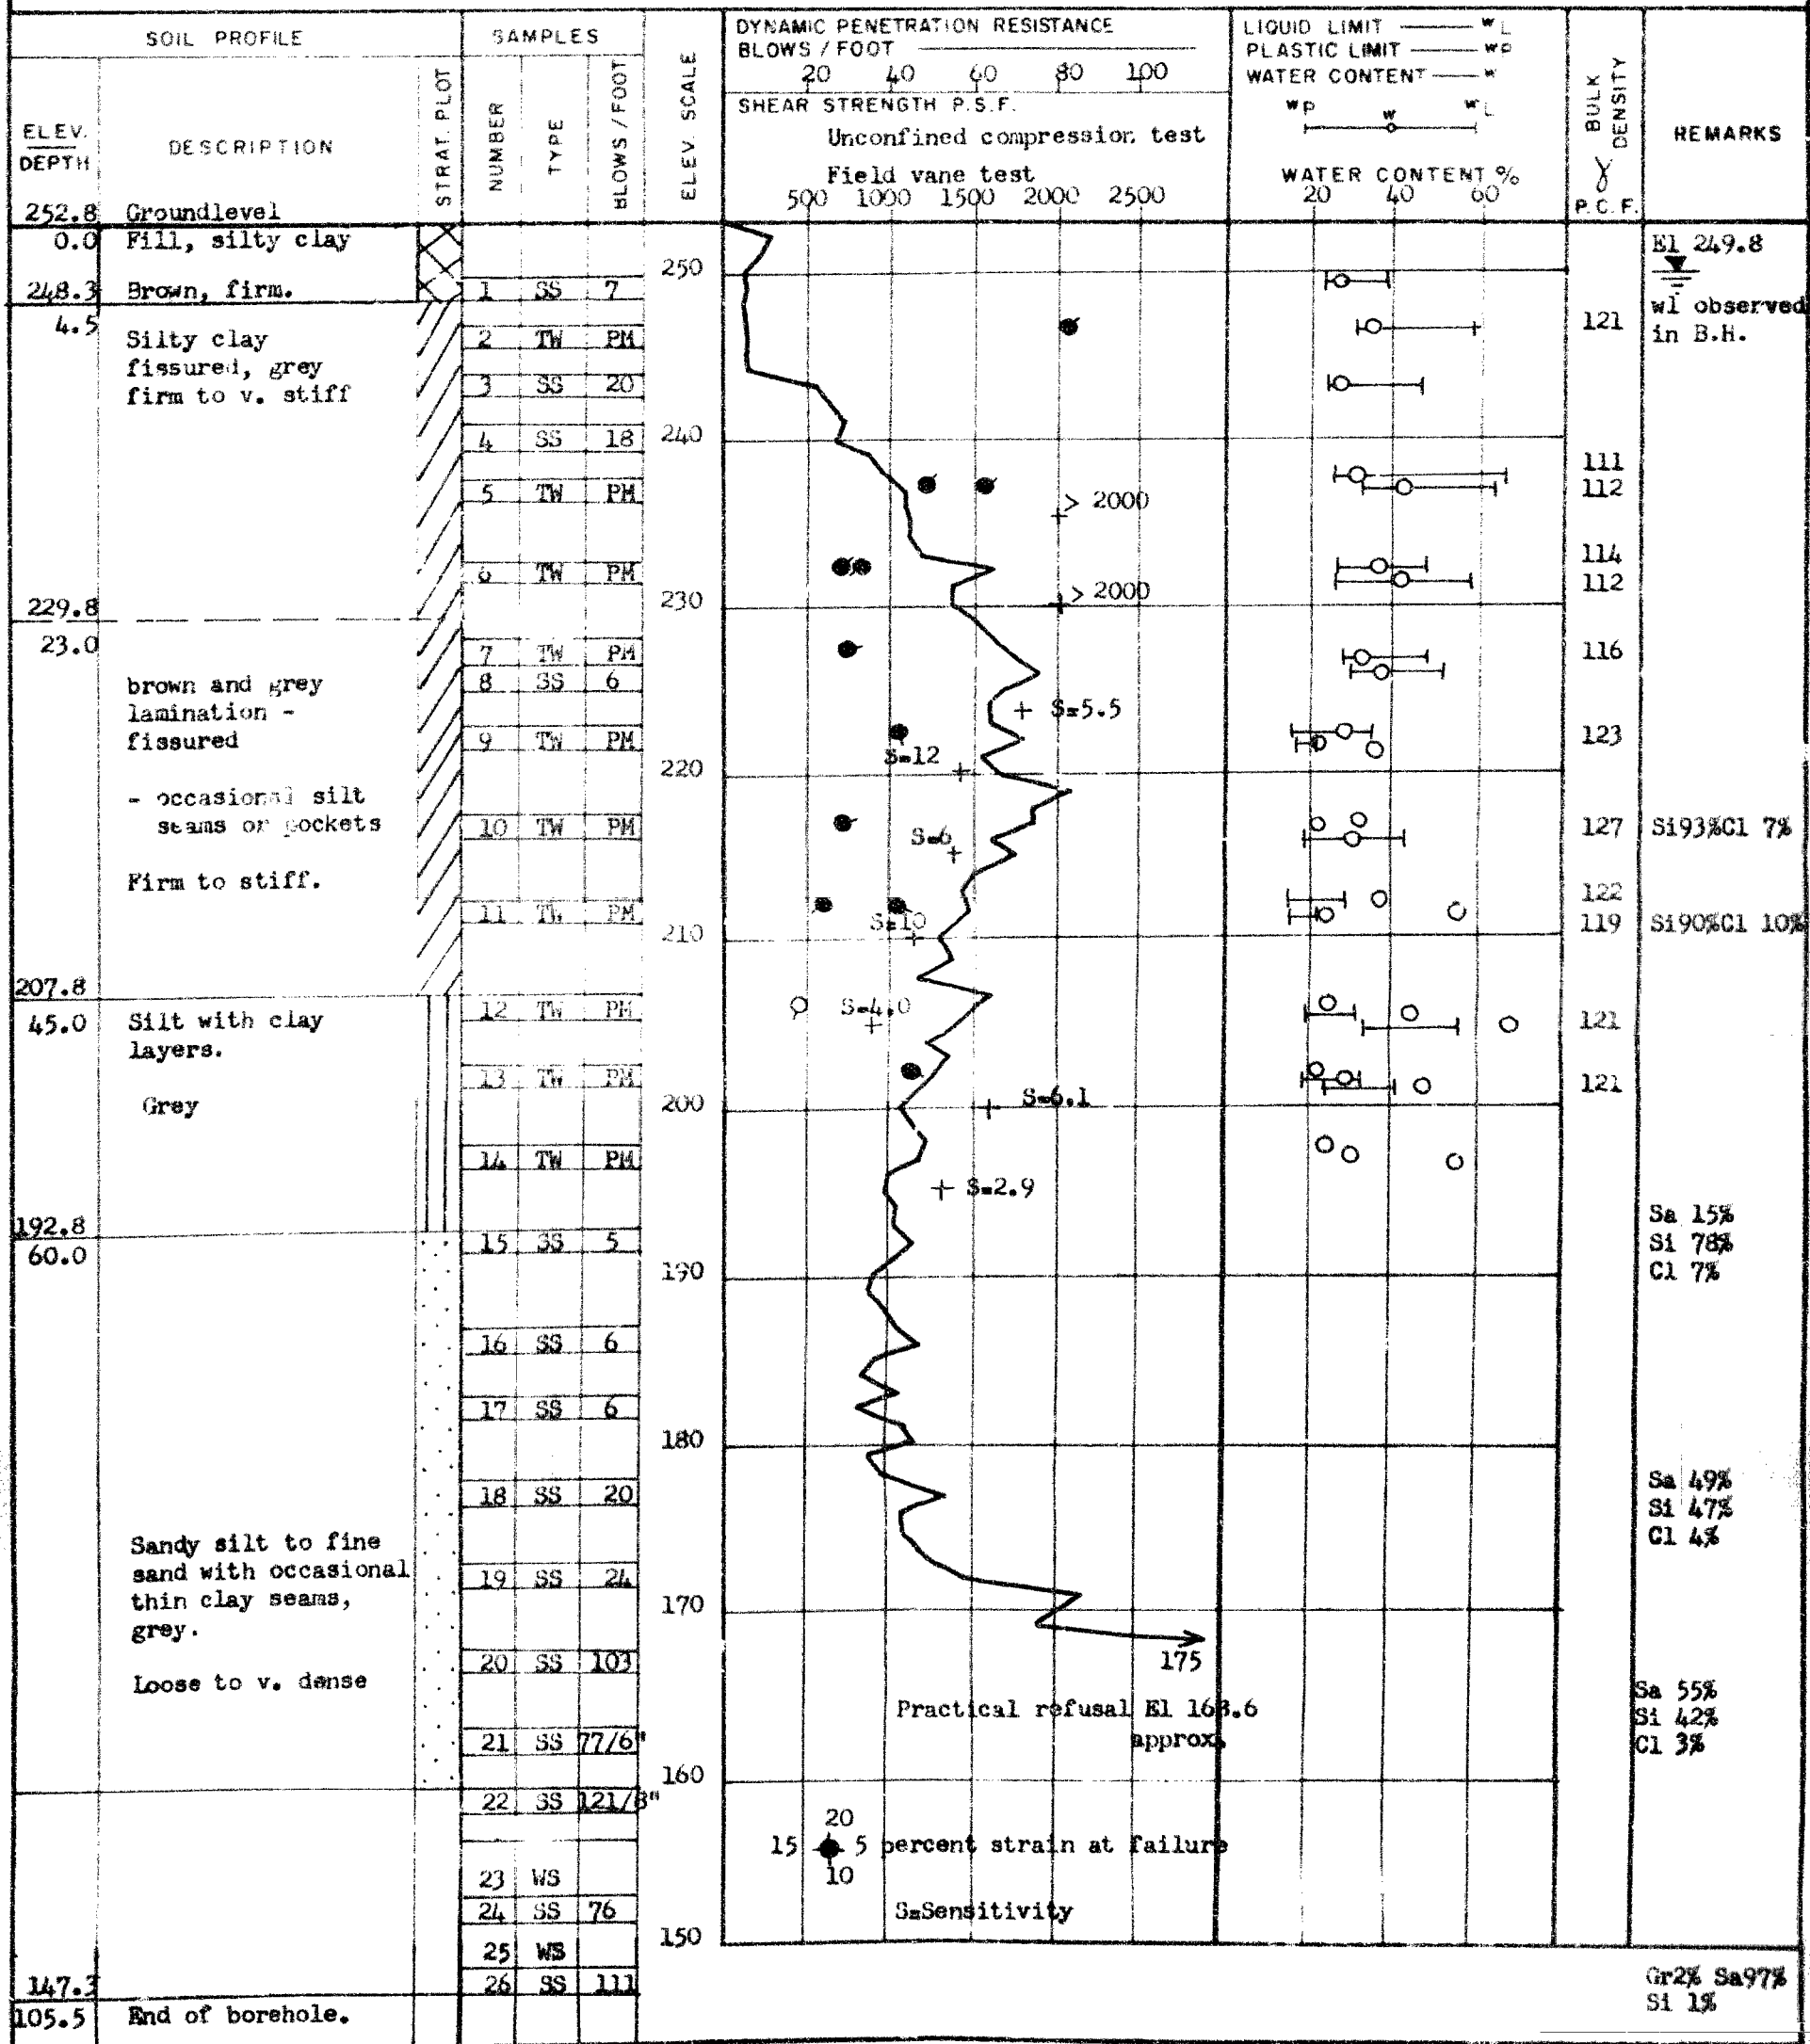 SOIL PROFILE
SAMPLES
ELEV.
DEPTH
DESCRIPTION
STRAT. PLOT
NUMBER
TYPE
BLOWS / FOOT
ELEV. SCALE
DYNAMIC PENETRATION RESISTANCE
BLOWS / FOOT
20 40 60 80 100
SHEAR STRENGTH P.S.F.
Unconfined compression test
Field vane test
500 1000 1500 2000 2500
LIQUID LIMIT wL
PLASTIC LIMIT wP
WATER CONTENT w
wP w wL
WATER CONTENT %
20 40 60
BULK DENSITY
γ
P.C.F.
REMARKS
252.8 Groundlevel
0.0 Fill, silty clay
248.3 Brown, firm.
4.5
Silty clay
fissured, grey
firm to v. stiff
229.8
23.0
brown and grey
lamination -
fissured
- occasional silt
seams or pockets
Firm to stiff.
207.8
45.0 Silt with clay
layers.
Grey
192.8
60.0
Sandy silt to fine
sand with occasional
thin clay seams,
grey.
Loose to v. dense
147.3
105.5 End of borehole.
1 SS 7
2 TW PM
3 SS 20
4 SS 18
5 TW PM
6 TW PM
7 TW PM
8 SS 6
9 TW PM
10 TW PM
11 TW PM
12 TW PM
13 TW PM
14 TW PM
15 SS 5
16 SS 6
17 SS 6
18 SS 20
19 SS 24
20 SS 103
21 SS 77/6"
22 SS 121/8"
23 WS
24 SS 76
25 WS
26 SS 111
250
240
230
220
210
200
190
180
170
160
150
> 2000
> 2000
S=5.5
S=12
S=6
S=10
S=4.0
S=6.1
S=2.9
175
Practical refusal El 168.6
approx.
20
15 5 percent strain at failure
10
S=Sensitivity
121
111
112
114
112
116
123
127
122
119
121
121
El 249.8
wl observed
in B.H.
Si93%Cl 7%
Si90%Cl 10%
Sa 15%
Si 78%
Cl 7%
Sa 49%
Si 47%
Cl 4%
Sa 55%
Si 42%
Cl 3%
Gr2% Sa97%
Si 1%